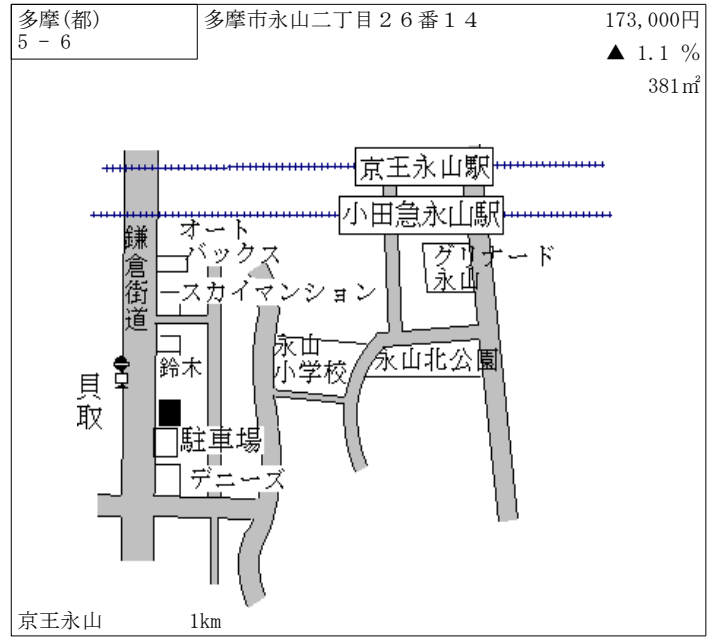 多摩(都)
5 - 6
多摩市永山二丁目２６番１４
173,000円
▲ 1.1 %
381㎡
京王永山駅
小田急永山駅
オート
バックス
グリナード
永山
鎌倉街道
スカイマンション
永山
小学校
永山北公園
鈴木
貝取
駐車場
デニーズ
京王永山
1km